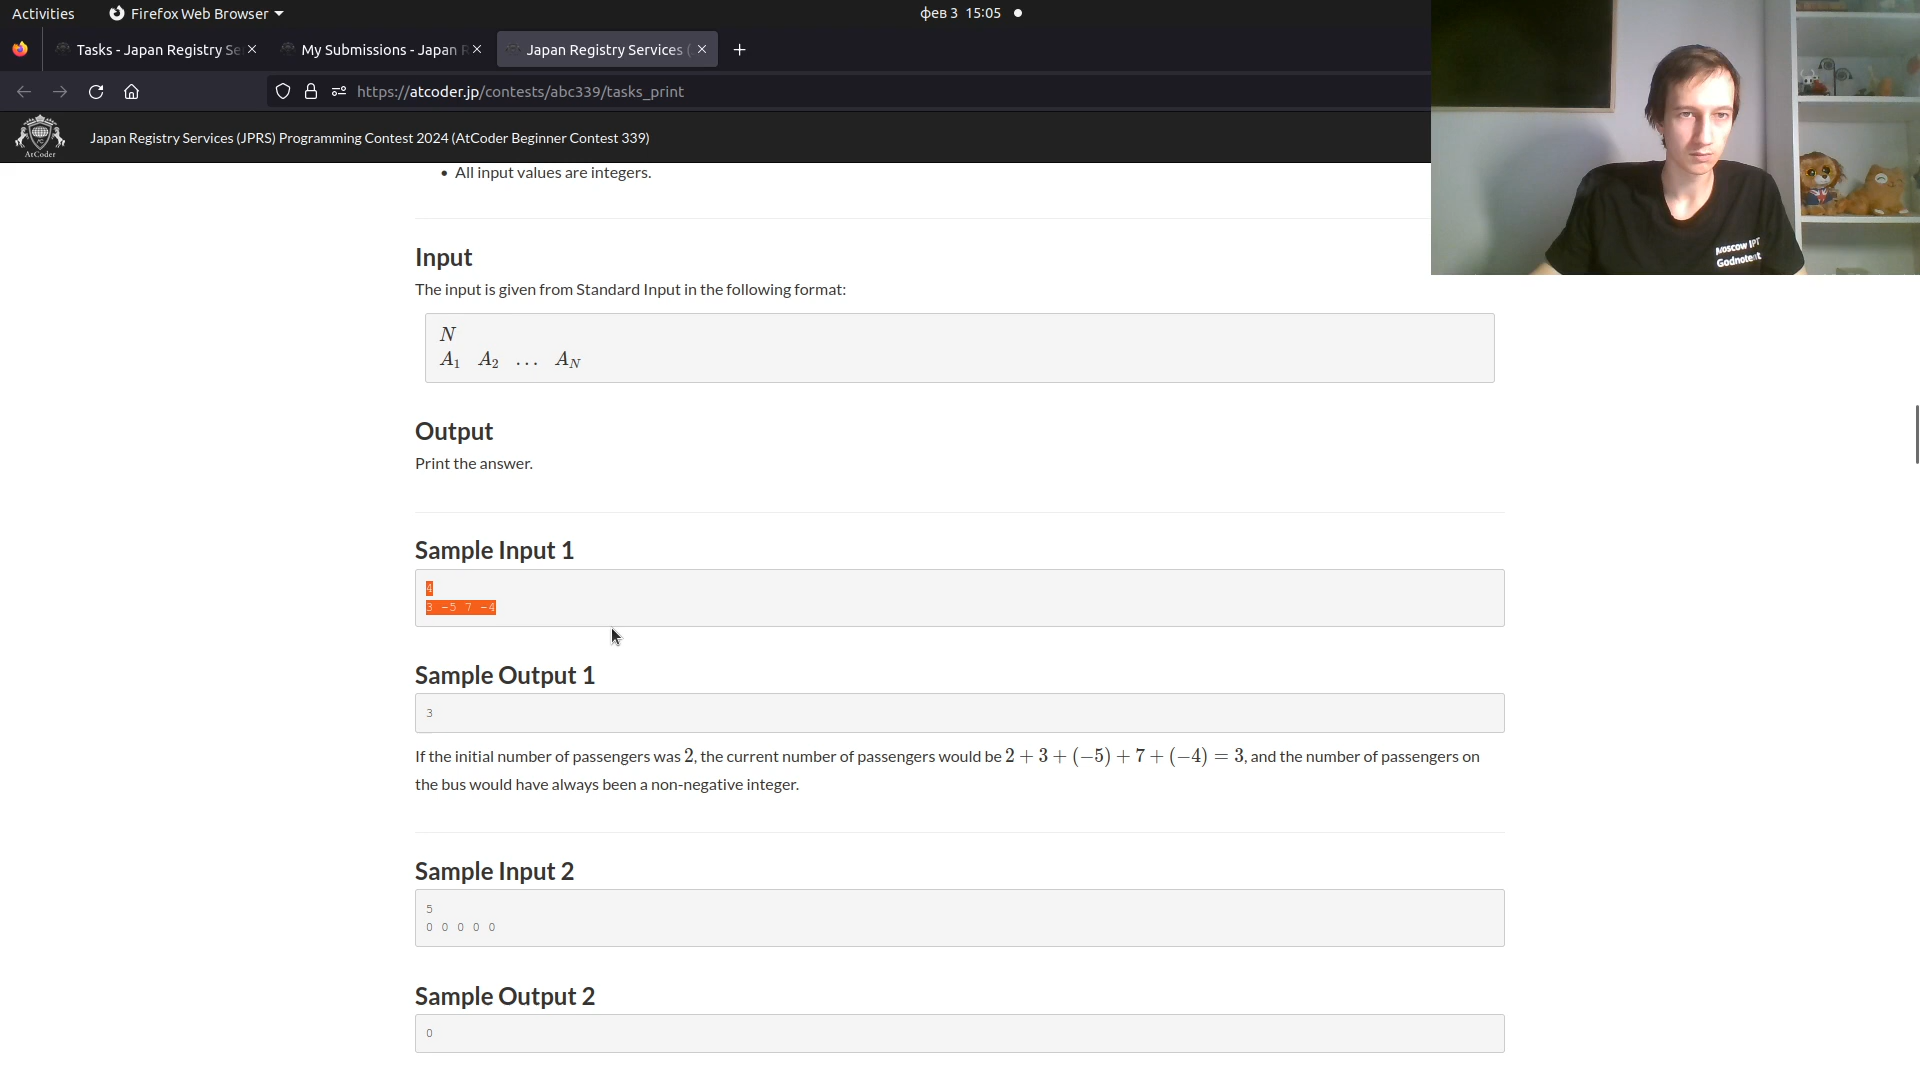 Activities
Firefox Web Browser
фев 3 15:05
Tasks - Japan Registry Se
My Submissions - Japan R
Japan Registry Services (
https://atcoder.jp/contests/abc339/tasks_print
AtCoder
Japan Registry Services (JPRS) Programming Contest 2024 (AtCoder Beginner Contest 339)
• All input values are integers.
Moscow IPT
Godnotent
Input
The input is given from Standard Input in the following format:
N
A₁ A₂ … A_N
Output
Print the answer.
Sample Input 1
4
3 -5 7 -4
Sample Output 1
3
If the initial number of passengers was 2, the current number of passengers would be 2 + 3 + (−5) + 7 + (−4) = 3, and the number of passengers on
the bus would have always been a non-negative integer.
Sample Input 2
5
0 0 0 0 0
Sample Output 2
0